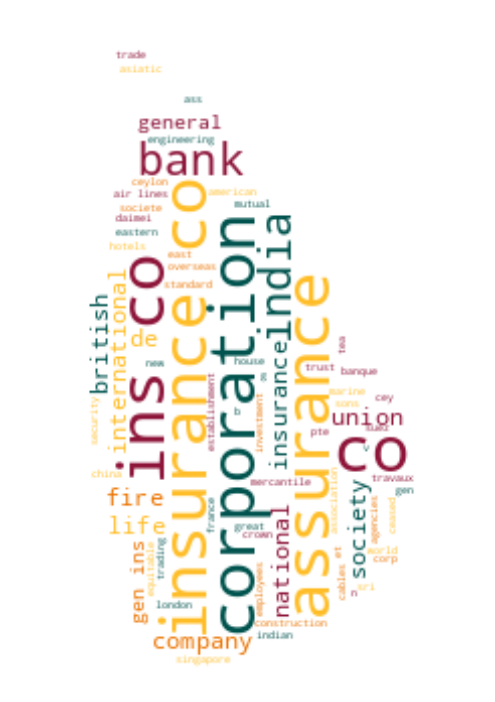 trade
asiatic
ass
general
engineering
bank
ceylon
air lines
american
societe
mutual
daimei
eastern
hotels
east
overseas
standard
insurance co
corporation
india
ins co
assurance
international
british
de
new
house
insurance
tea
trust
banque
marine
sons
cey
union
suez
pte
co
establishment
b
investment
security
china
mercantile
travaux
gen
fire
life
france
great
crown
national
association
society
agencies
world
corp
sri
n
cables et
gen ins
equitable
trading
london
employees
construction
indian
company
singapore